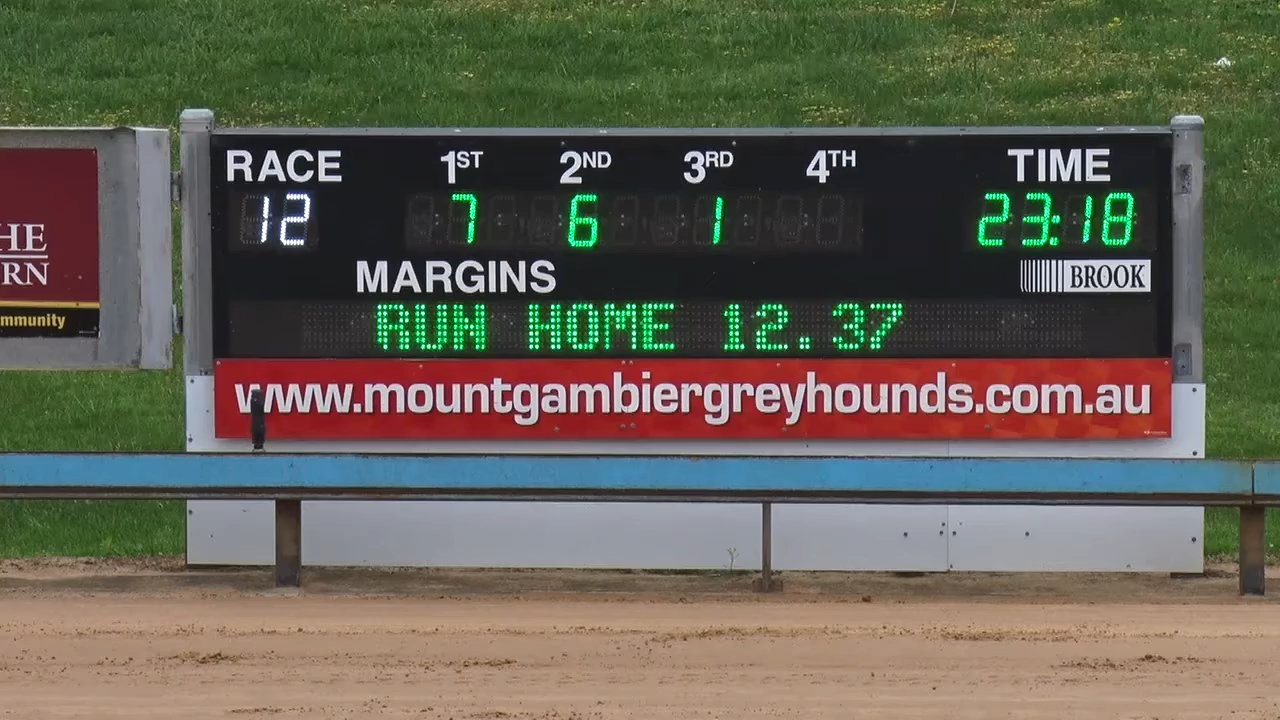 RACE 1ST 2ND 3RD 4TH TIME
12 7 6 1 23:18
MARGINS BROOK
RUN HOME 12.37
www.mountgambiergreyhounds.com.au
HE
RN
mmunity